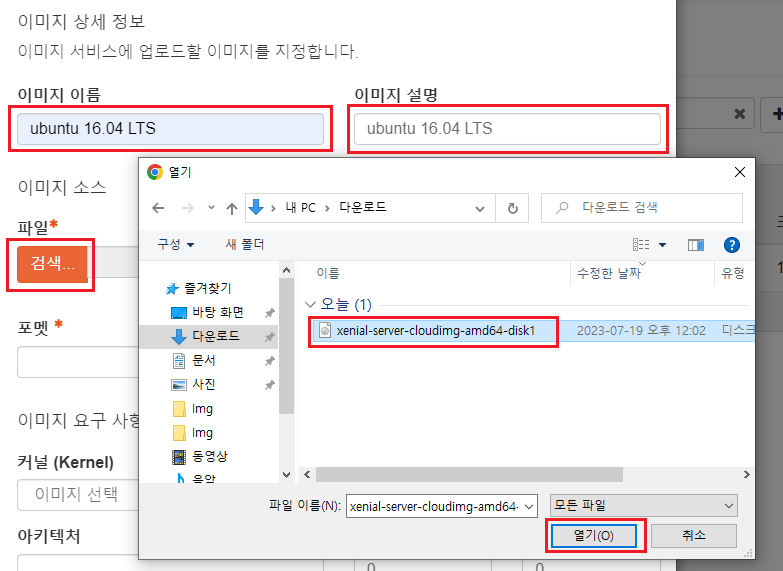 이미지 상세 정보
이미지 서비스에 업로드할 이미지를 지정합니다.
이미지 이름
이미지 설명
ubuntu 16.04 LTS
ubuntu 16.04 LTS
이미지 소스
파일*
검색...
포멧 *
이미지 요구 사항
커널 (Kernel)
이미지 선택
아키텍처
0
0
열기
내 PC > 다운로드
다운로드 검색
구성
새 폴더
이름
수정한 날짜
유형
즐겨찾기
바탕 화면
다운로드
문서
사진
Img
Img
동영상
음악
오늘 (1)
xenial-server-cloudimg-amd64-disk1
2023-07-19 오후 12:02
디스크
파일 이름(N):
xenial-server-cloudimg-amd64-
모든 파일
열기(O)
취소